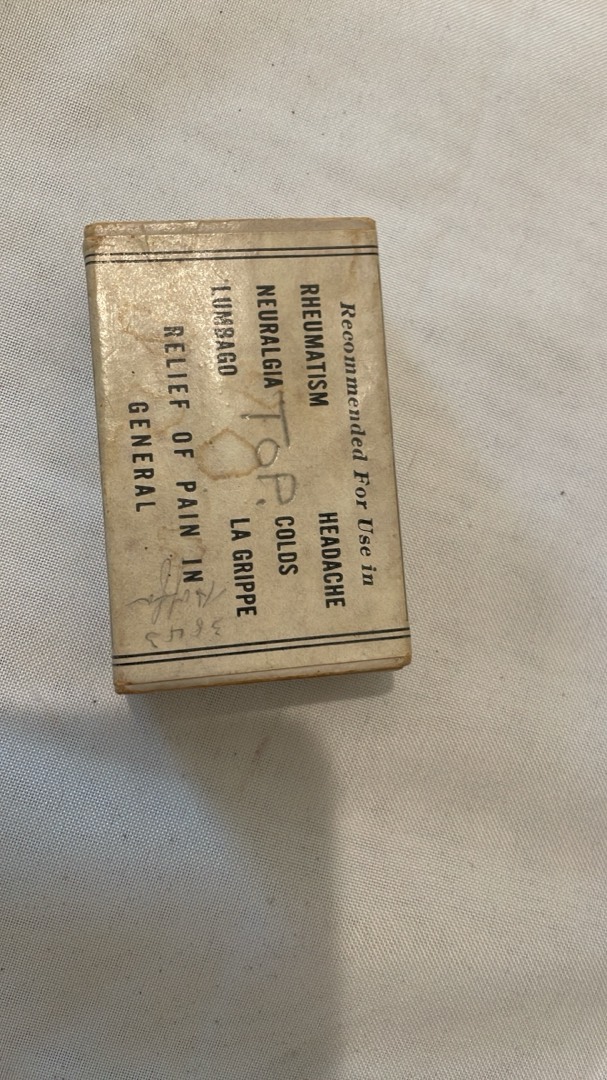 Recommended For Use in
RHEUMATISM HEADACHE
NEURALGIA COLDS
LUMBAGO LA GRIPPE
RELIEF OF PAIN IN
GENERAL
TOP.